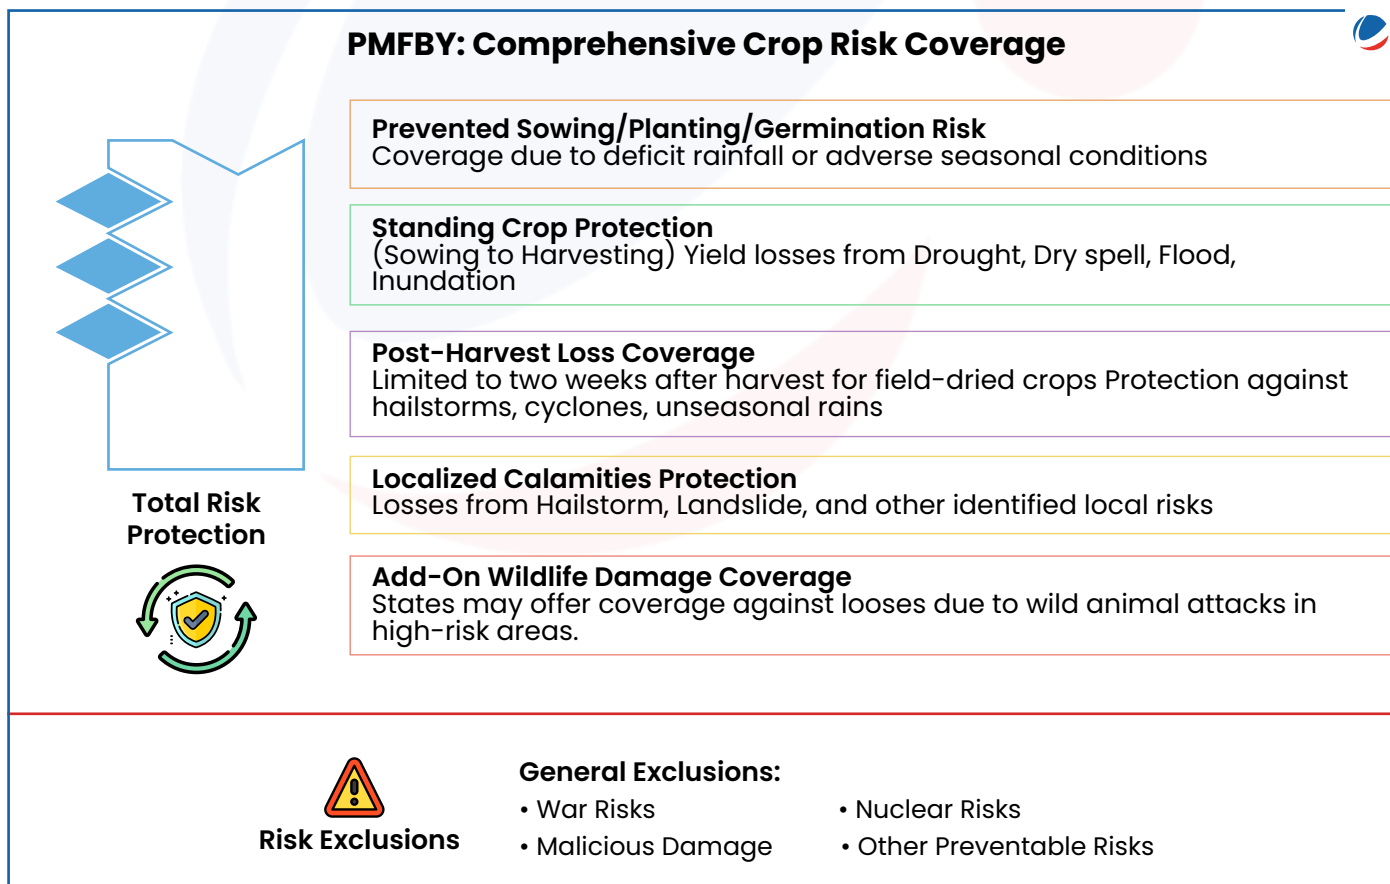 PMFBY: Comprehensive Crop Risk Coverage
Prevented Sowing/Planting/Germination Risk
Coverage due to deficit rainfall or adverse seasonal conditions
Standing Crop Protection
(Sowing to Harvesting) Yield losses from Drought, Dry spell, Flood,
Inundation
Post-Harvest Loss Coverage
Limited to two weeks after harvest for field-dried crops Protection against
hailstorms, cyclones, unseasonal rains
Localized Calamities Protection
Losses from Hailstorm, Landslide, and other identified local risks
Add-On Wildlife Damage Coverage
States may offer coverage against looses due to wild animal attacks in
high-risk areas.
Total Risk
Protection
Risk Exclusions
General Exclusions:
• War Risks
• Nuclear Risks
• Malicious Damage
• Other Preventable Risks